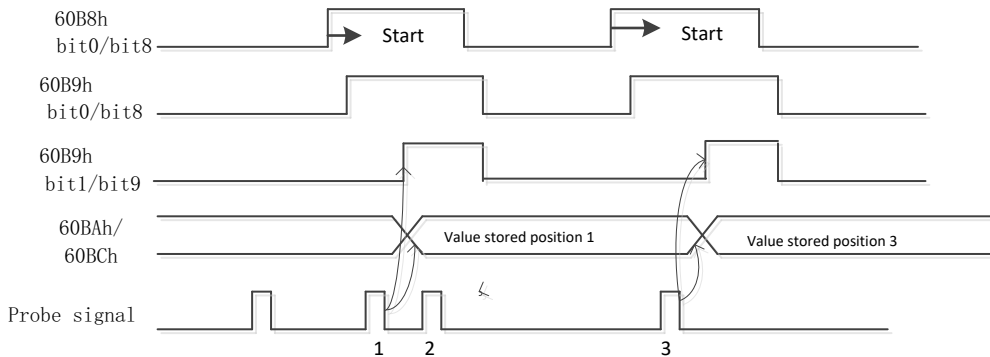 60B8h
bit0/bit8
Start
Start
60B9h
bit0/bit8
60B9h
bit1/bit9
60BAh/
60BCh
Value stored position 1
Value stored position 3
Probe signal
1
2
3